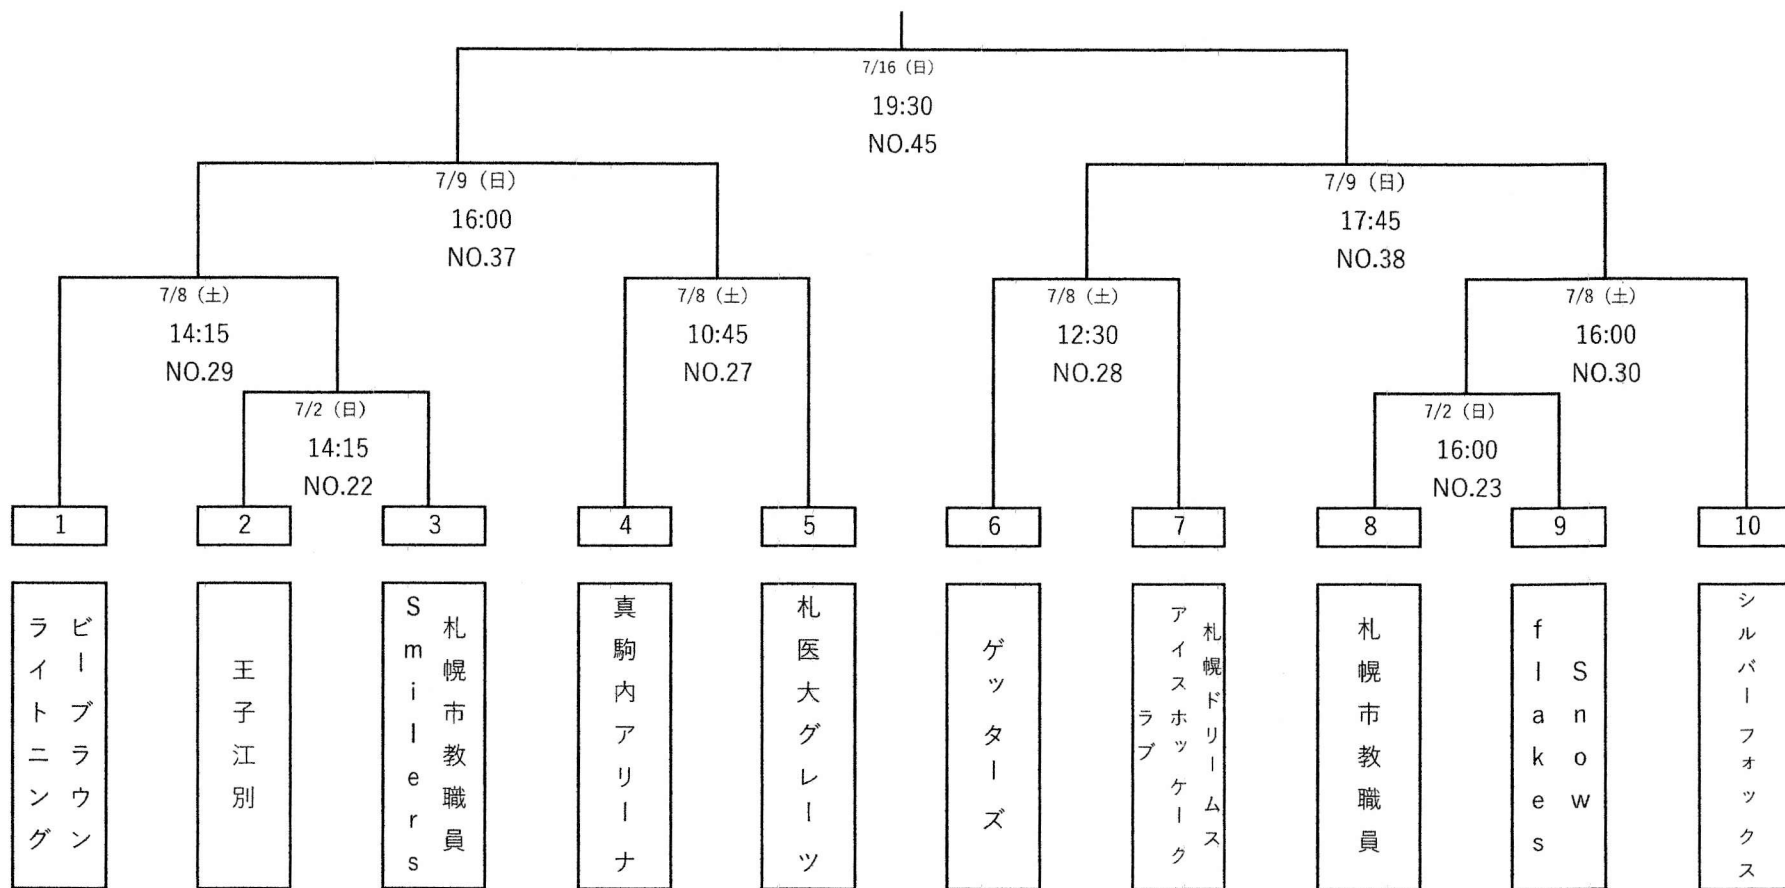 7/16（日）
19:30
NO.45
7/9（日）
16:00
NO.37
7/9（日）
17:45
NO.38
7/8（土）
14:15
NO.29
7/8（土）
10:45
NO.27
7/8（土）
12:30
NO.28
7/8（土）
16:00
NO.30
7/2（日）
14:15
NO.22
7/2（日）
16:00
NO.23
1
2
3
4
5
6
7
8
9
10
ビーブラウン
ライトニング
王子江別
札幌市教職員
Smilers
真駒内アリーナ
札医大グレーツ
ゲッターズ
札幌ドリームス
アイスホッケーク
ラブ
札幌市教職員
Snow
flakes
シルバーフォックス